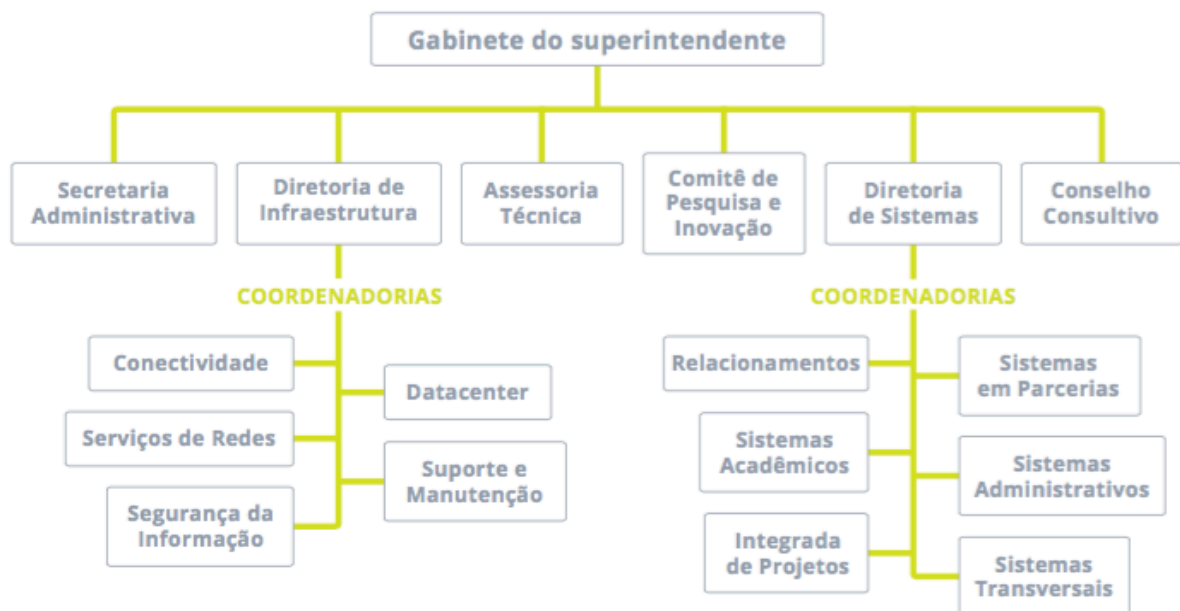 Gabinete do superintendente
Secretaria
Administrativa
Diretoria de
Infraestrutura
Assessoria
Técnica
Comitê de
Pesquisa e
Inovação
Diretoria
de Sistemas
Conselho
Consultivo
COORDENADORIAS
Conectividade
Datacenter
Serviços de Redes
Suporte e
Manutenção
Segurança da
Informação
COORDENADORIAS
Relacionamentos
Sistemas
em Parcerias
Sistemas
Acadêmicos
Sistemas
Administrativos
Integrada
de Projetos
Sistemas
Transversais